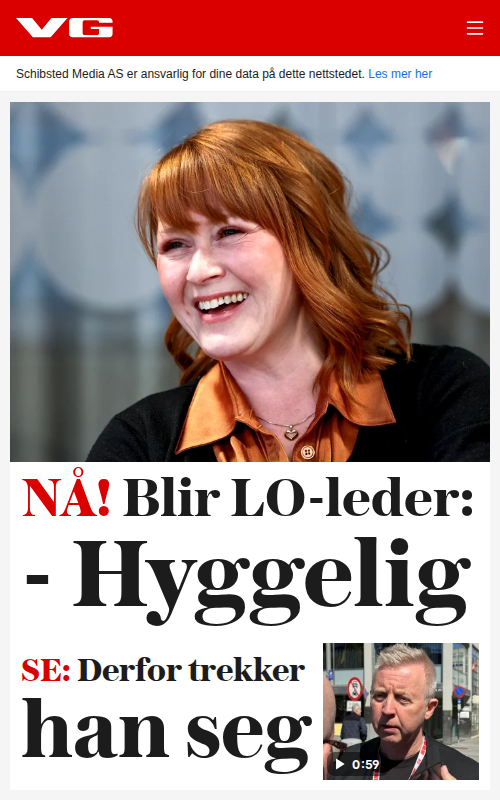 VG
Schibsted Media AS er ansvarlig for dine data på dette nettstedet. Les mer her
NÅ! Blir LO-leder:
- Hyggelig
SE: Derfor trekker
han seg
0:59